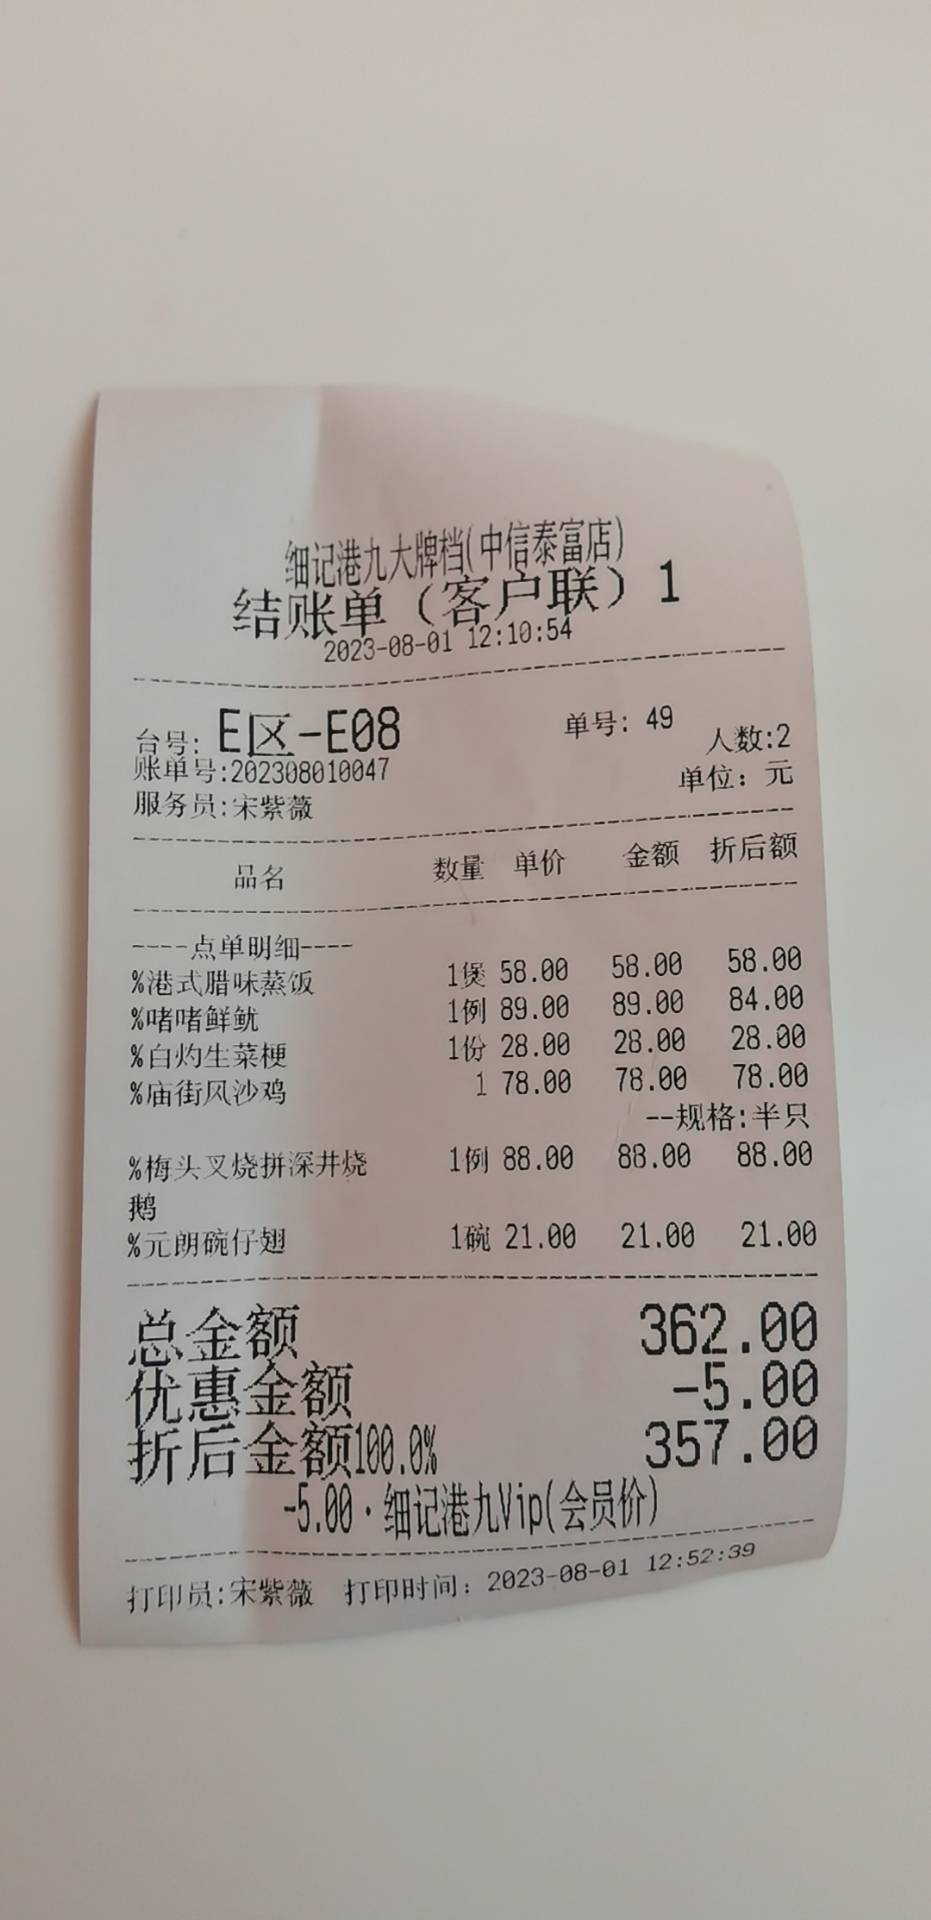 细记港九大牌档(中信泰富店)
结账单（客户联）1
2023-08-01 12:10:54
台号: E区-E08 单号: 49
人数:2
账单号:202308010047
单位: 元
服务员:宋紫薇
品名 数量 单价 金额 折后额
----点单明细----
%港式腊味蒸饭 1煲 58.00 58.00 58.00
%啫啫鲜鱿 1例 89.00 89.00 84.00
%白灼生菜梗 1份 28.00 28.00 28.00
%庙街风沙鸡 1 78.00 78.00 78.00
--规格:半只
%梅头叉烧拼深井烧 1例 88.00 88.00 88.00
鹅
%元朗碗仔翅 1碗 21.00 21.00 21.00
总金额 362.00
优惠金额 -5.00
折后金额100.0% 357.00
-5.00·细记港九Vip(会员价)
打印员:宋紫薇 打印时间: 2023-08-01 12:52:39